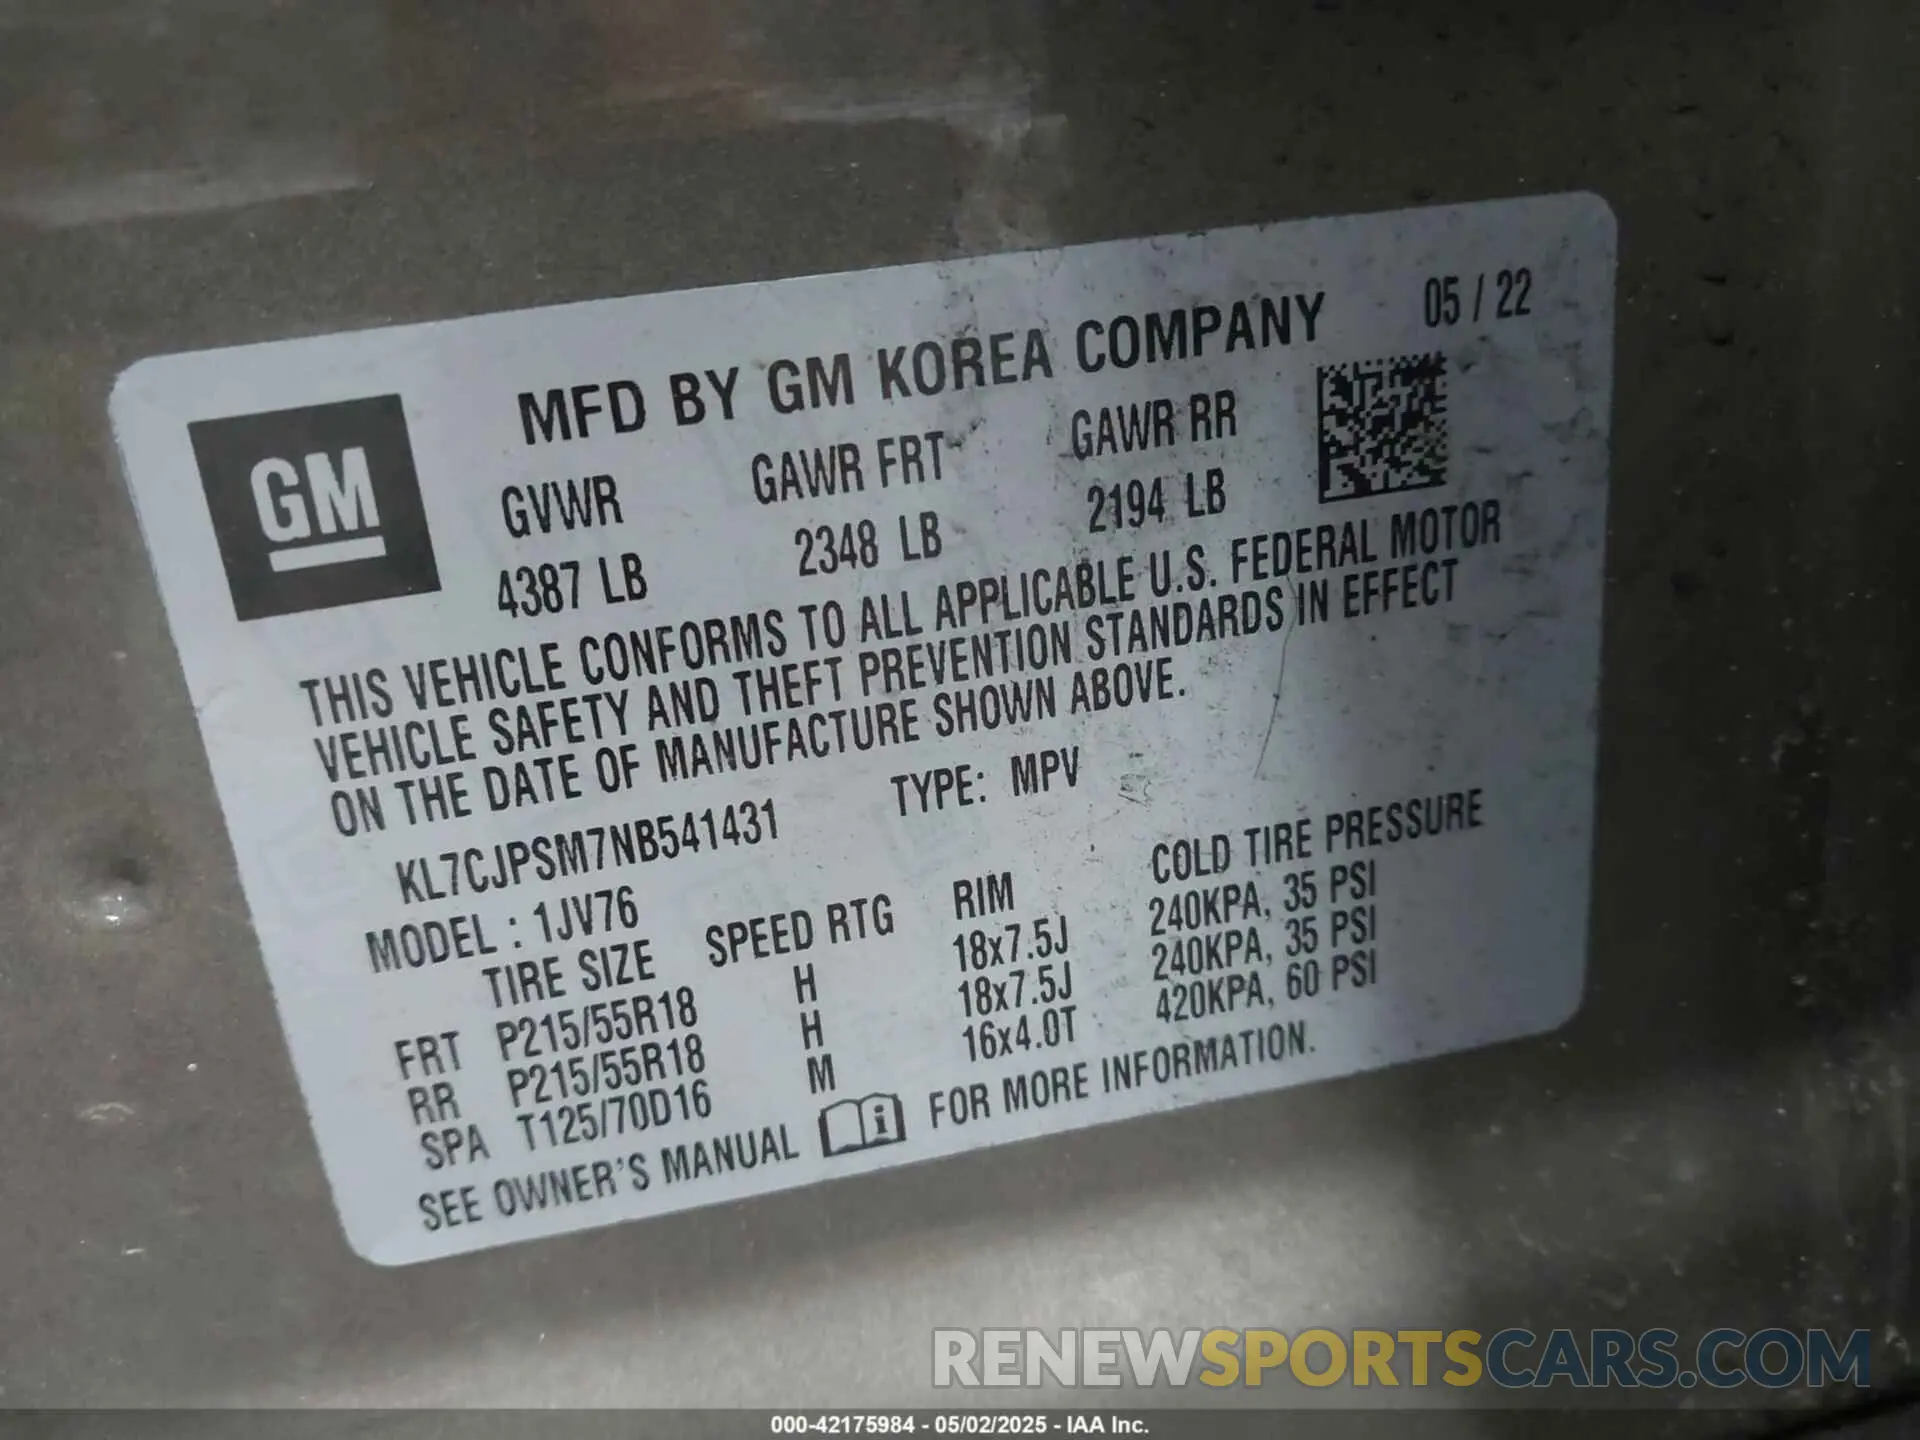 MFD BY GM KOREA COMPANY 05 / 22
GM
GVWR GAWR FRT GAWR RR
4387 LB 2348 LB 2194 LB
THIS VEHICLE CONFORMS TO ALL APPLICABLE U.S. FEDERAL MOTOR
VEHICLE SAFETY AND THEFT PREVENTION STANDARDS IN EFFECT
ON THE DATE OF MANUFACTURE SHOWN ABOVE.
KL7CJPSM7NB541431 TYPE: MPV
MODEL : 1JV76
TIRE SIZE SPEED RTG RIM COLD TIRE PRESSURE
FRT P215/55R18 H 18x7.5J 240KPA, 35 PSI
RR P215/55R18 H 18x7.5J 240KPA, 35 PSI
SPA T125/70D16 M 16x4.0T 420KPA, 60 PSI
SEE OWNER'S MANUAL FOR MORE INFORMATION.
RENEWSPORTSCARS.COM
000-42175984 - 05/02/2025 - IAA Inc.